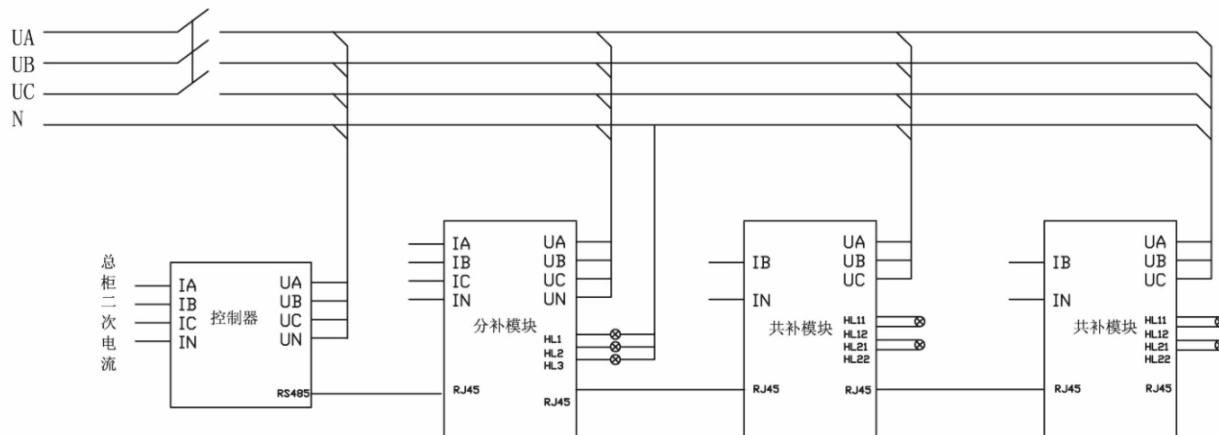 UA
UB
UC
N
总柜二次电流
IA
IB
IC
IN
控制器
UA
UB
UC
UN
RS485
IA
IB
IC
IN
UA
UB
UC
UN
分补模块
HL1
HL2
HL3
RJ45
RJ45
IB
IN
UA
UB
UC
共补模块
HL11
HL12
HL21
HL22
RJ45
RJ45
IB
IN
UA
UB
UC
共补模块
HL11
HL12
HL21
HL22
RJ45
RJ45